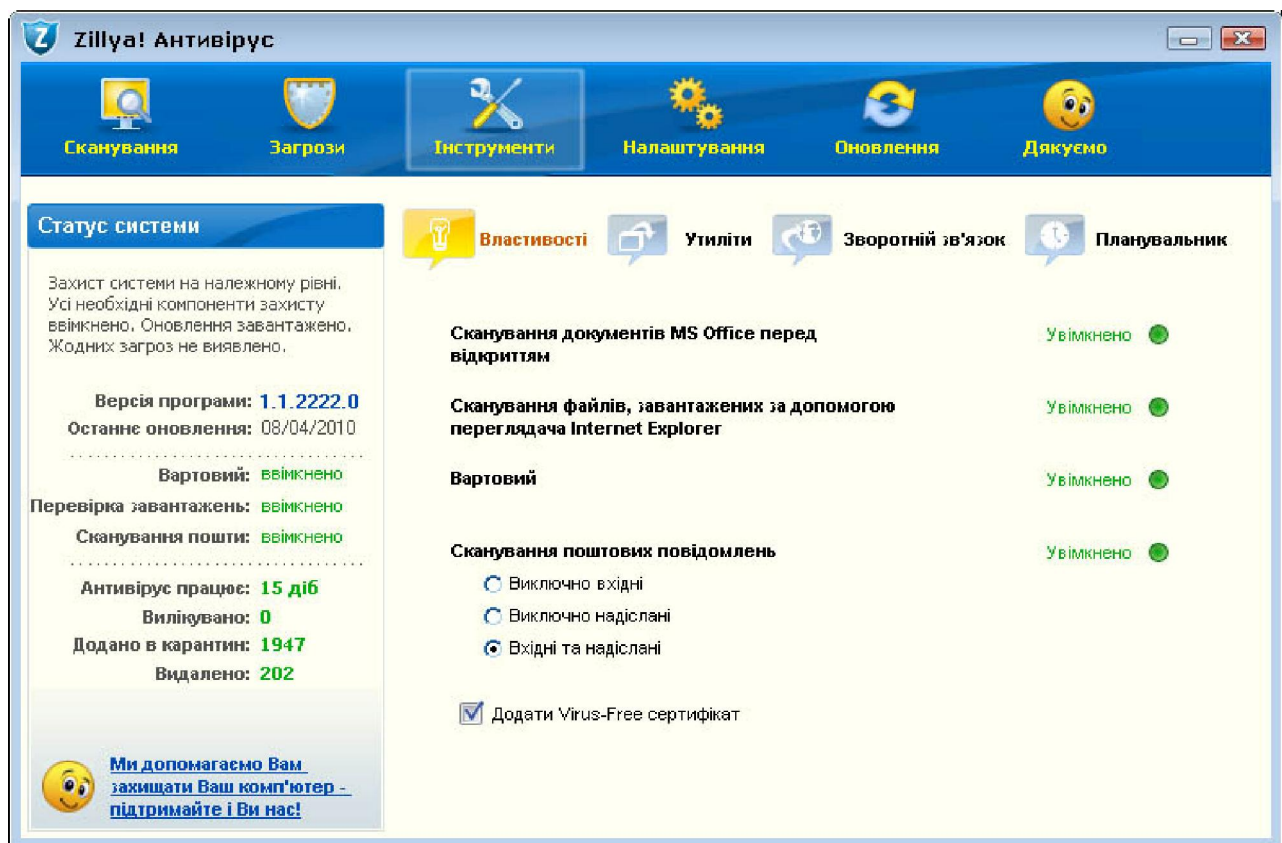 Zillya! Антивірус
Сканування
Загрози
Інструменти
Налаштування
Оновлення
Дякуємо
Статус системи
Захист системи на належному рівні.
Усі необхідні компоненти захисту
ввімкнено. Оновлення завантажено.
Жодних загроз не виявлено.
Версія програми: 1.1.2222.0
Останнє оновлення: 08/04/2010
Вартовий: ввімкнено
Перевірка завантажень: ввімкнено
Сканування пошти: ввімкнено
Антивірус працює: 15 діб
Вилікувано: 0
Додано в карантин: 1947
Видалено: 202
Ми допомагаємо Вам
захищати Ваш комп'ютер -
підтримайте і Ви нас!
Властивості
Утиліти
Зворотній зв'язок
Планувальник
Сканування документів MS Office перед
відкриттям
Увімкнено
Сканування файлів, завантажених за допомогою
переглядача Internet Explorer
Увімкнено
Вартовий
Увімкнено
Сканування поштових повідомлень
Увімкнено
Виключно вхідні
Виключно надіслані
Вхідні та надіслані
Додати Virus-Free сертифікат